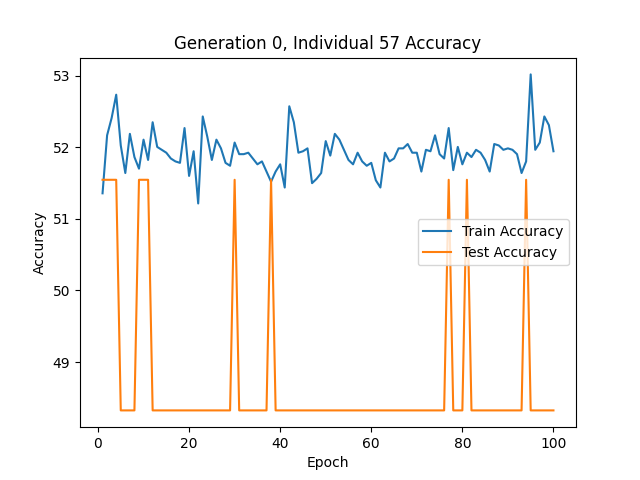 Generation 0, Individual 57 Accuracy
53
52
51
50
49
Accuracy
Train Accuracy
Test Accuracy
0 20 40 60 80 100
Epoch